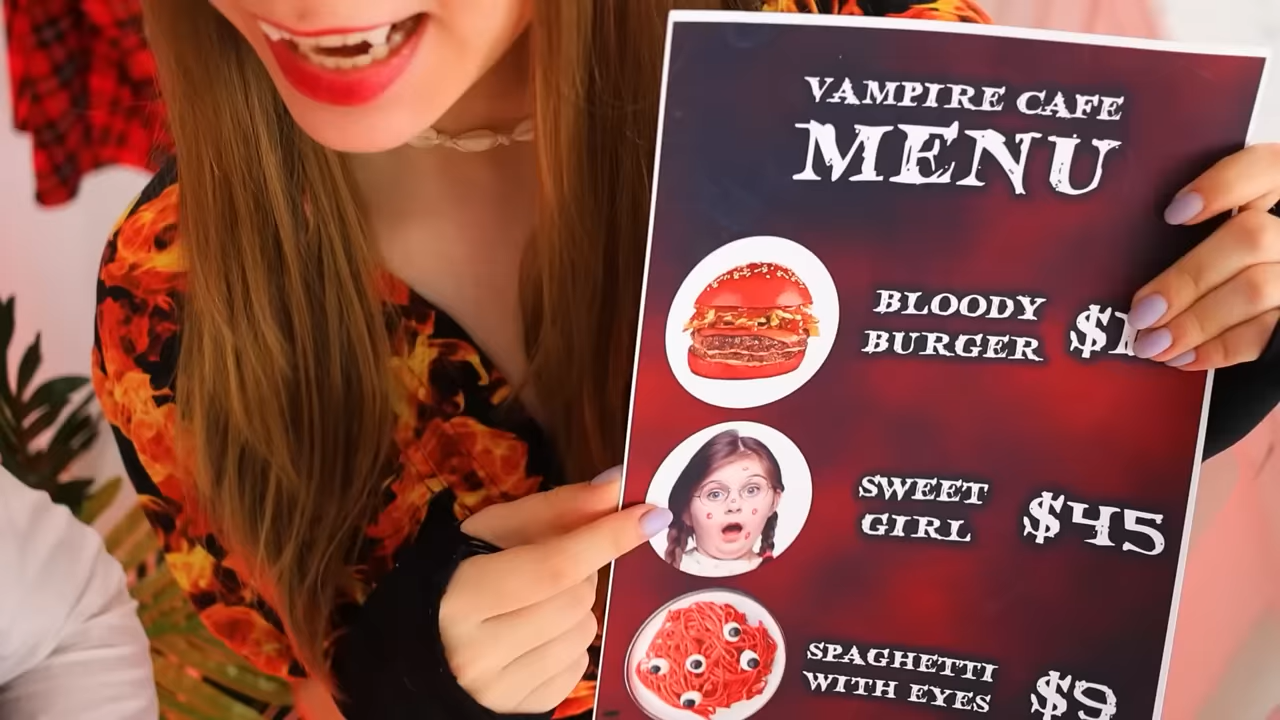 VAMPIRE CAFE
MENU
BLOODY
BURGER
SWEET
GIRL $45
SPAGHETTI
WITH EYES $9